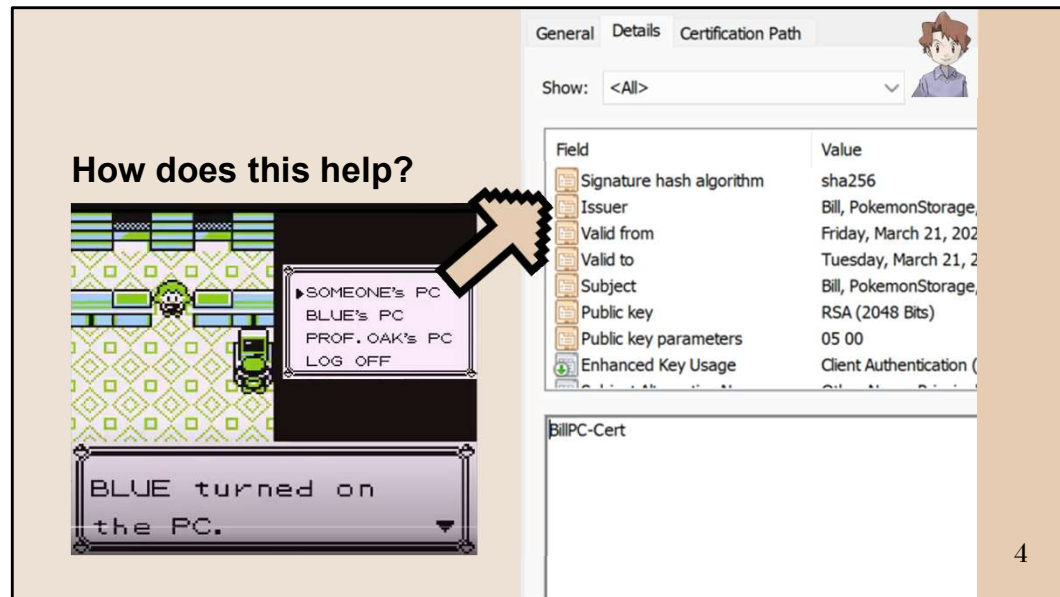 How does this help?
▶SOMEONE's PC
BLUE's PC
PROF.OAK's PC
LOG OFF
BLUE turned on
the PC.
General Details Certification Path
Show: <All>
Field Value
Signature hash algorithm sha256
Issuer Bill, PokemonStorage,
Valid from Friday, March 21, 202
Valid to Tuesday, March 21, 2
Subject Bill, PokemonStorage,
Public key RSA (2048 Bits)
Public key parameters 05 00
Enhanced Key Usage Client Authentication (
BillPC-Cert
4